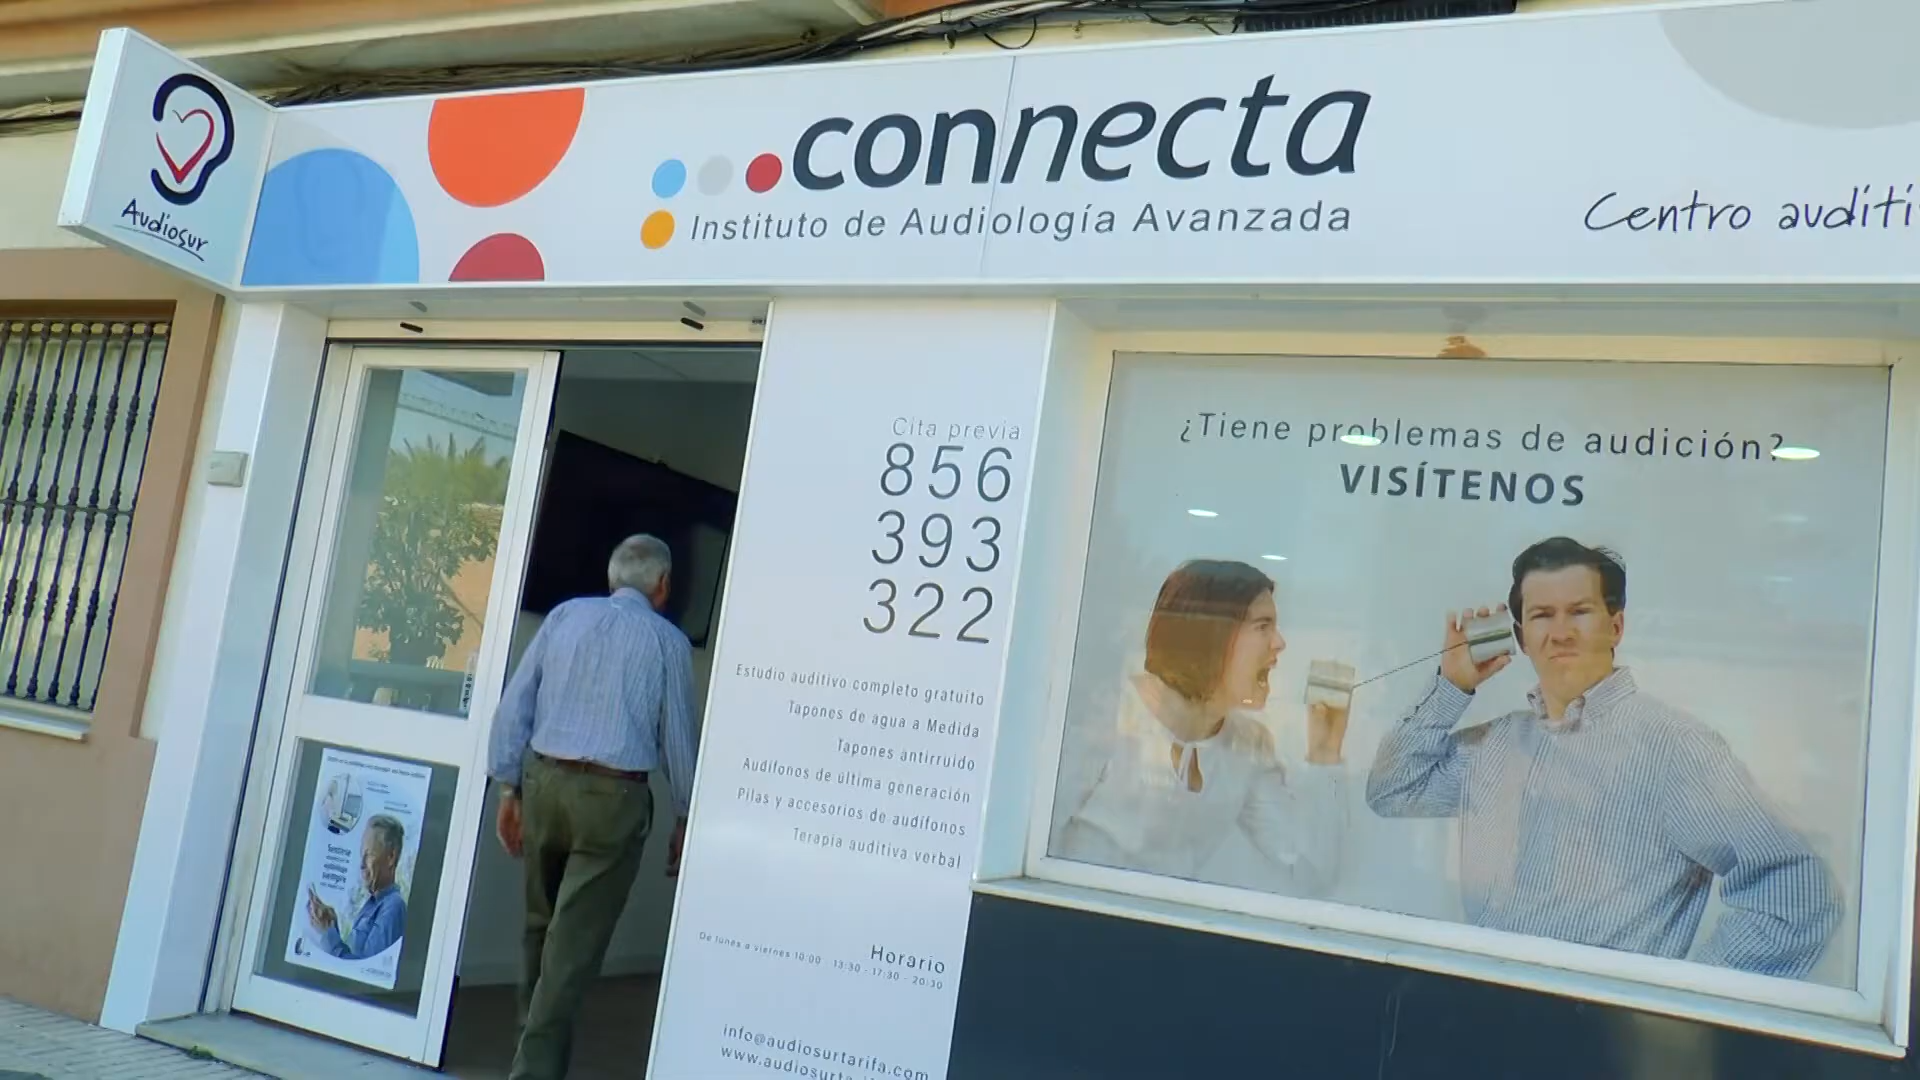 Audiosur
connecta
Instituto de Audiología Avanzada
Centro auditi
Cita previa
856
393
322
Estudio auditivo completo gratuito
Tapones de agua a Medida
Tapones antirruido
Audífonos de última generación
Pilas y accesorios de audífonos
Terapia auditiva verbal
Horario
De lunes a viernes 10:00 - 13:30 - 17:30 - 20:30
info@audiosurtarifa.com
www.audiosurta
¿Tiene problemas de audición?
VISÍTENOS